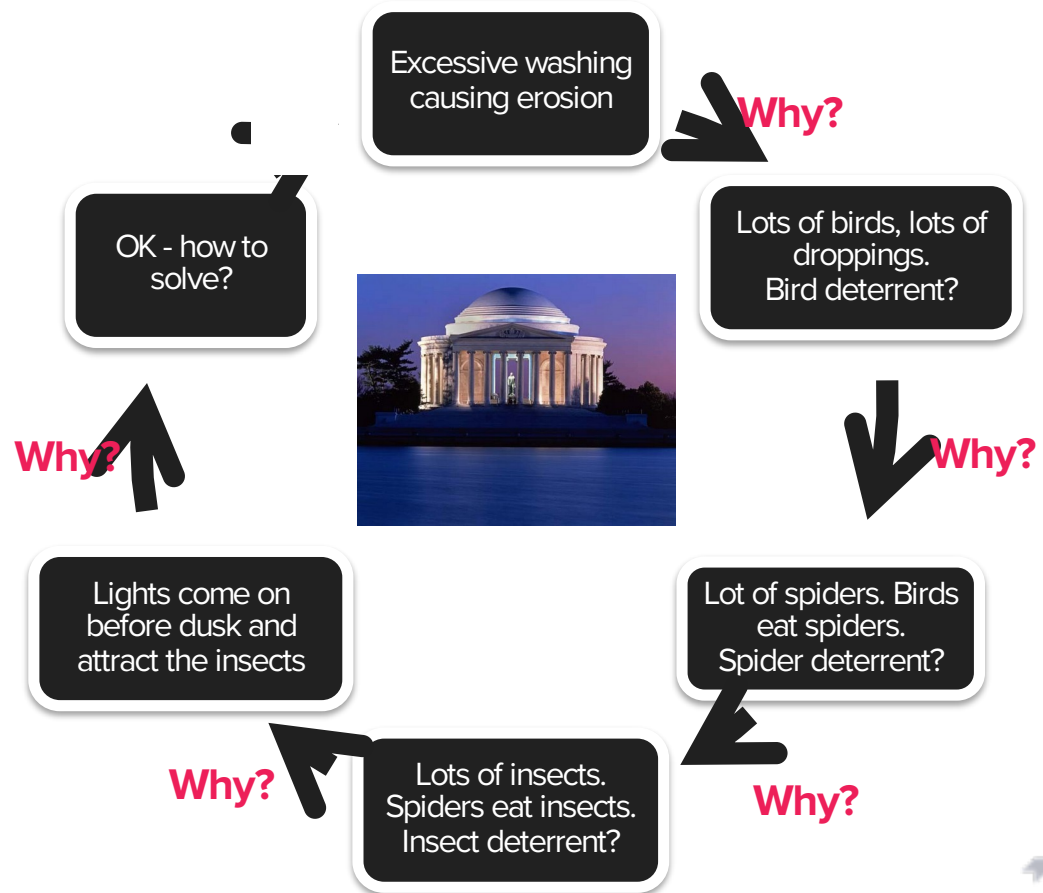 Excessive washing
causing erosion
Why?
Lots of birds, lots of
droppings.
Bird deterrent?
Why?
Lot of spiders. Birds
eat spiders.
Spider deterrent?
Why?
Lots of insects.
Spiders eat insects.
Insect deterrent?
Why?
Lights come on
before dusk and
attract the insects
Why?
OK - how to
solve?